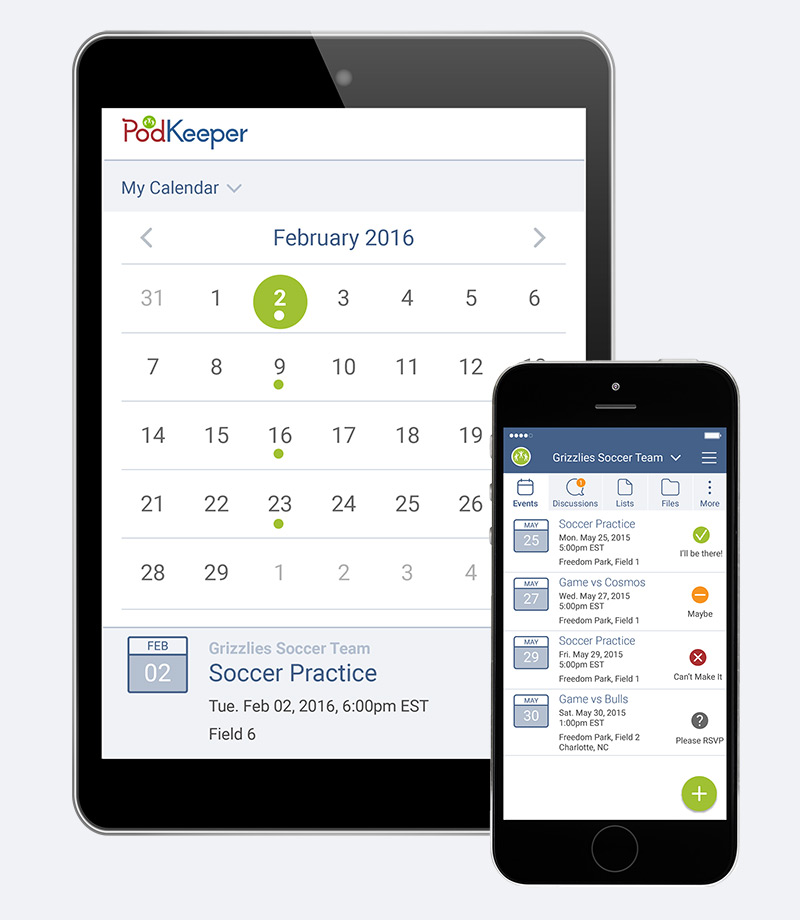 PodKeeper
My Calendar
February 2016
31 1 2 3 4 5 6
7 8 9 10 11 12
14 15 16 17 18 19
21 22 23 24 25 26
28 29 1 2 3 4
FEB
02
Grizzlies Soccer Team
Soccer Practice
Tue. Feb 02, 2016, 6:00pm EST
Field 6
Grizzlies Soccer Team
1
Events Discussions Lists Files More
MAY
25
Soccer Practice
Mon. May 25, 2015
5:00pm EST
Freedom Park, Field 1
I'll be there!
MAY
27
Game vs Cosmos
Wed. May 27, 2015
5:00pm EST
Freedom Park, Field 1
Maybe
MAY
29
Soccer Practice
Fri. May 29, 2015
5:00pm EST
Freedom Park, Field 1
Can't Make It
MAY
30
Game vs Bulls
Sat. May 30, 2015
1:00pm EST
Freedom Park, Field 2
Charlotte, NC
?
Please RSVP
+